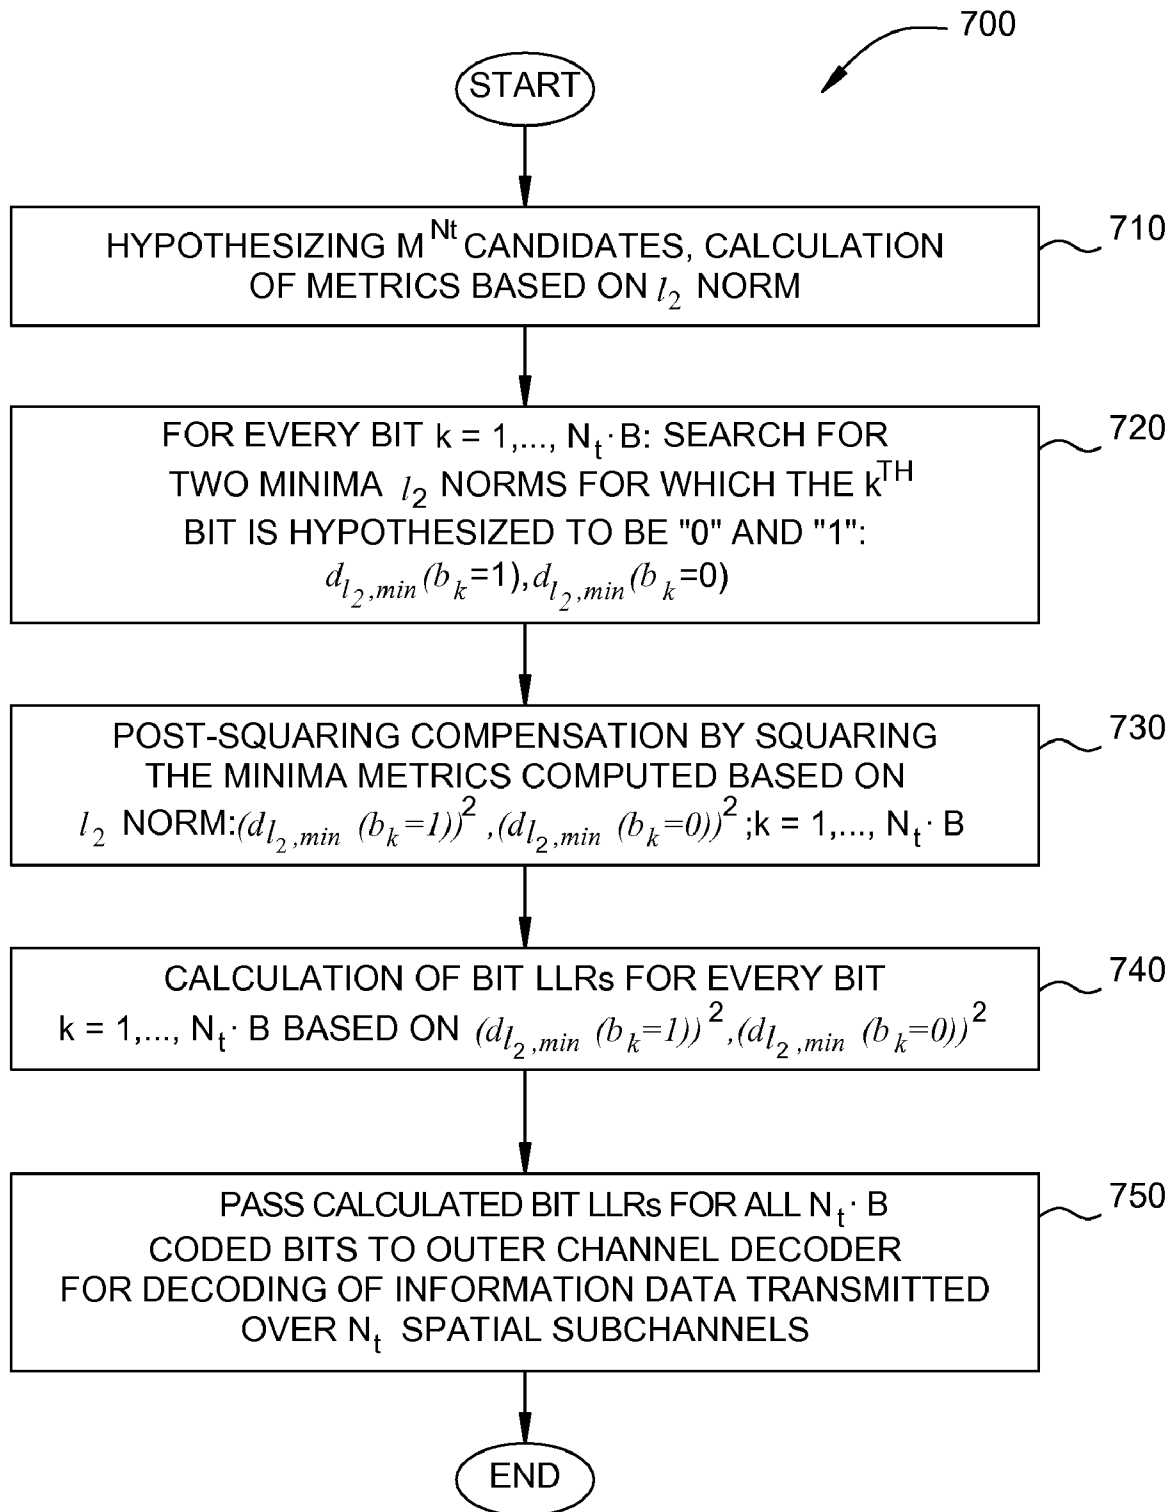 700
START
HYPOTHESIZING M^Nt CANDIDATES, CALCULATION
OF METRICS BASED ON l₂ NORM
710
FOR EVERY BIT k = 1,..., N_t · B: SEARCH FOR
TWO MINIMA l₂ NORMS FOR WHICH THE k^TH
BIT IS HYPOTHESIZED TO BE "0" AND "1":
d_{l₂,min}(b_k=1),d_{l₂,min}(b_k=0)
720
POST-SQUARING COMPENSATION BY SQUARING
THE MINIMA METRICS COMPUTED BASED ON
l₂ NORM:(d_{l₂,min} (b_k=1))²,(d_{l₂,min} (b_k=0))²;k = 1,..., N_t · B
730
CALCULATION OF BIT LLRs FOR EVERY BIT
k = 1,..., N_t · B BASED ON (d_{l₂,min} (b_k=1))²,(d_{l₂,min} (b_k=0))²
740
PASS CALCULATED BIT LLRs FOR ALL N_t · B
CODED BITS TO OUTER CHANNEL DECODER
FOR DECODING OF INFORMATION DATA TRANSMITTED
OVER N_t SPATIAL SUBCHANNELS
750
END